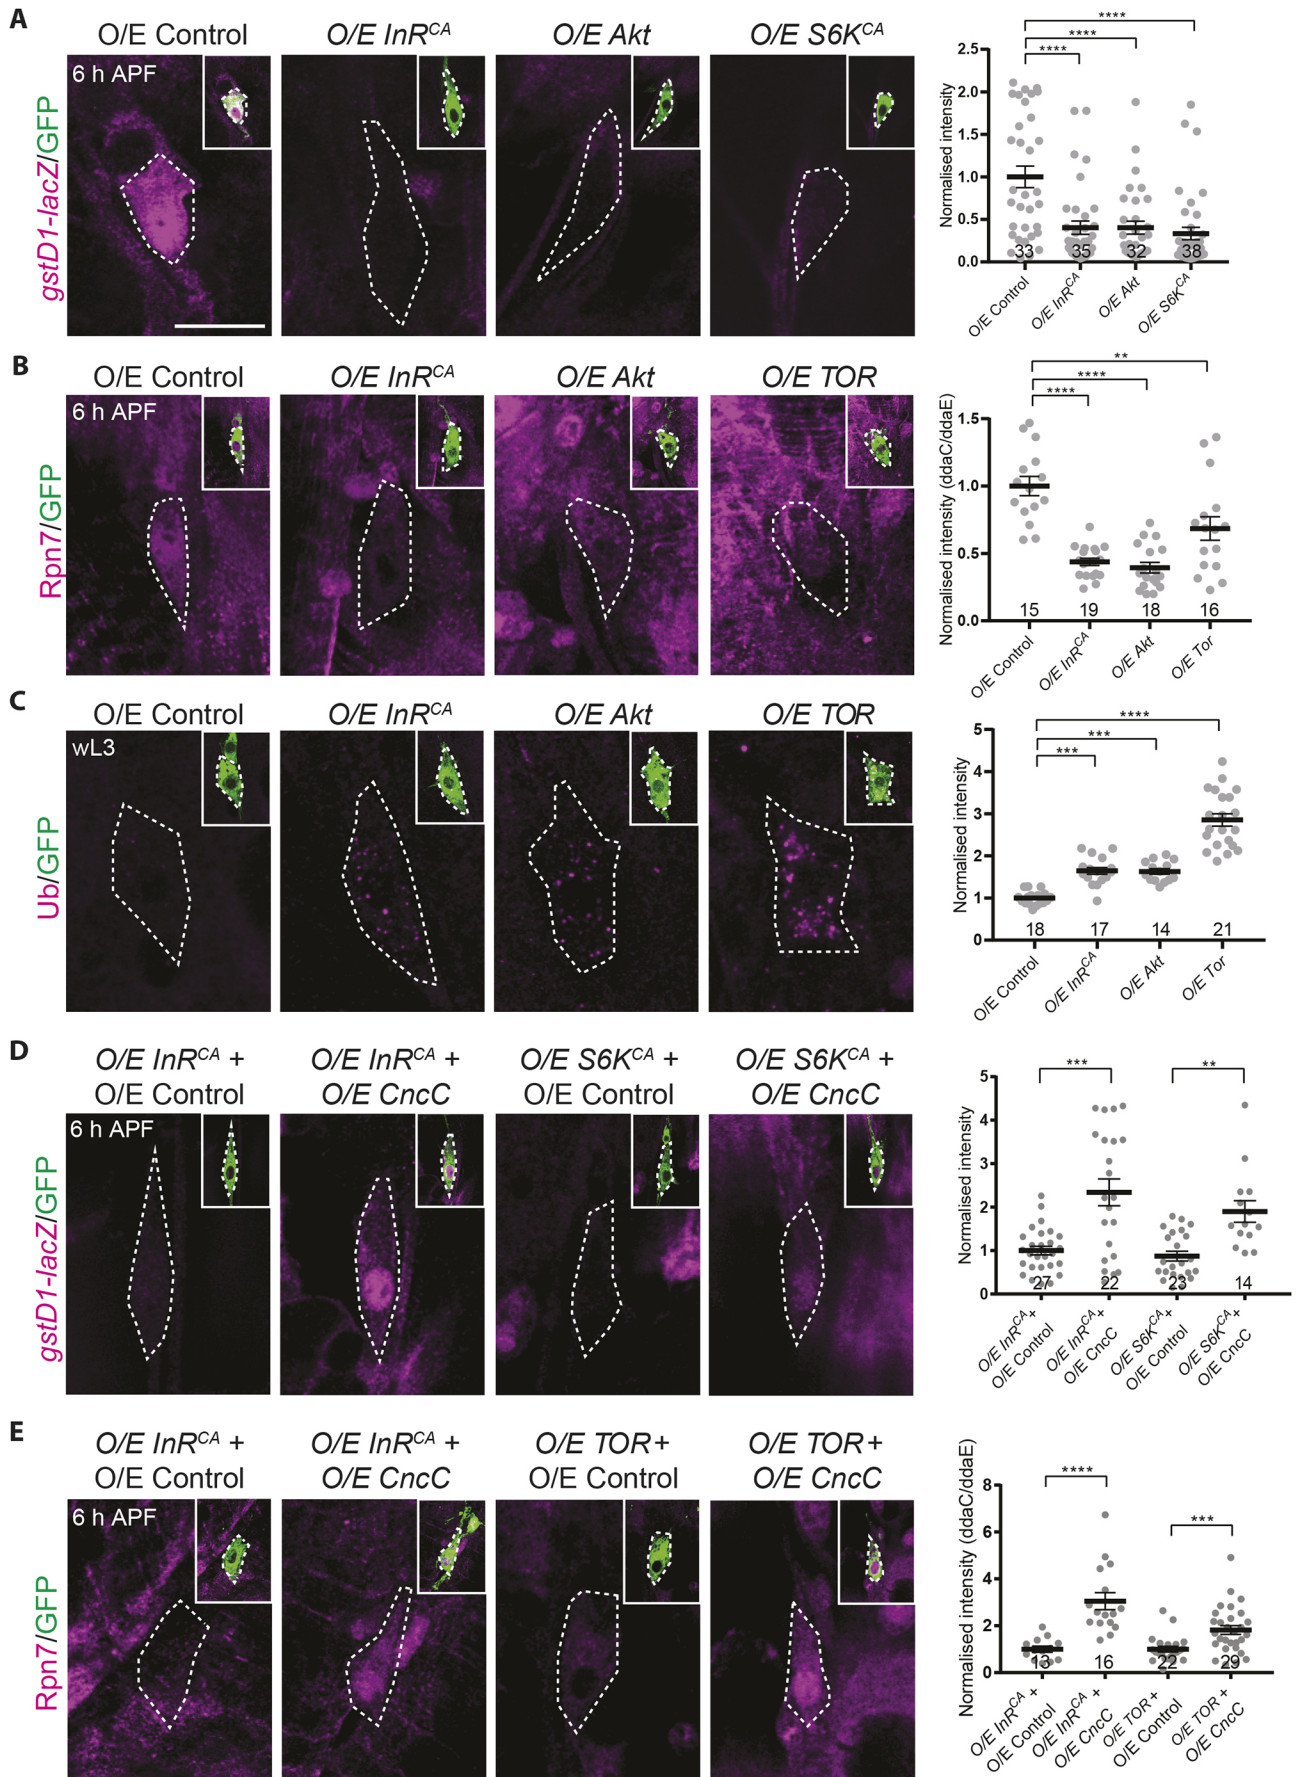 A
O/E Control
O/E InR^CA
O/E Akt
O/E S6K^CA
gstD1-lacZ/GFP
6 h APF
****
****
****
Normalised intensity
2.5
2.0
1.5
1.0
0.5
0.0
33
35
32
38
O/E Control
O/E InR^CA
O/E Akt
O/E S6K^CA
B
O/E Control
O/E InR^CA
O/E Akt
O/E TOR
Rpn7/GFP
6 h APF
**
****
****
Normalised intensity (ddaC/ddaE)
1.5
1.0
0.5
0.0
15
19
18
16
O/E Control
O/E InR^CA
O/E Akt
O/E Tor
C
O/E Control
O/E InR^CA
O/E Akt
O/E TOR
Ub/GFP
wL3
****
***
***
Normalised intensity
5
4
3
2
1
0
18
17
14
21
O/E Control
O/E InR^CA
O/E Akt
O/E Tor
D
O/E InR^CA +
O/E Control
O/E InR^CA +
O/E CncC
O/E S6K^CA +
O/E Control
O/E S6K^CA +
O/E CncC
gstD1-lacZ/GFP
6 h APF
***
**
Normalised intensity
5
4
3
2
1
0
27
22
23
14
O/E InR^CA +
O/E Control
O/E InR^CA +
O/E CncC
O/E S6K^CA +
O/E Control
O/E S6K^CA +
O/E CncC
E
O/E InR^CA +
O/E Control
O/E InR^CA +
O/E CncC
O/E TOR +
O/E Control
O/E TOR +
O/E CncC
Rpn7/GFP
6 h APF
****
***
Normalised intensity (ddaC/ddaE)
8
6
4
2
0
13
16
22
29
O/E InR^CA +
O/E Control
O/E InR^CA +
O/E CncC
O/E TOR +
O/E Control
O/E TOR +
O/E CncC